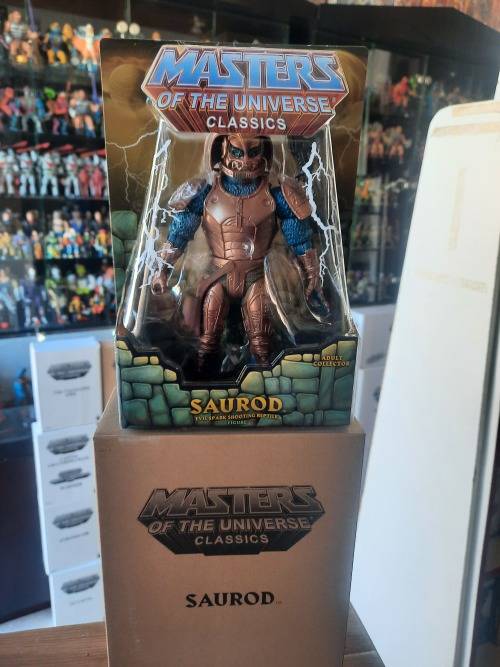 MASTERS
OF THE UNIVERSE
CLASSICS
ADULT
COLLECTOR
SAUROD
EVIL SPARK SHOOTING REPTILE
FIGURE
MASTERS
OF THE UNIVERSE
CLASSICS
SAUROD